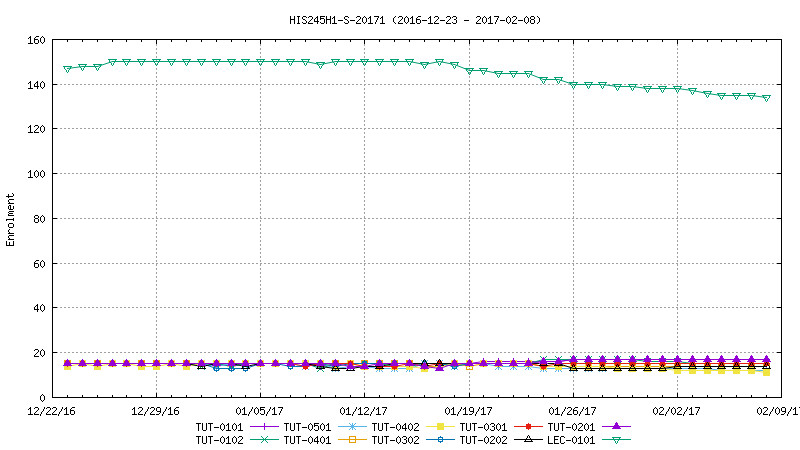 HIS245H1-S-20171 (2016-12-23 - 2017-02-08)
160
140
120
100
80
60
40
20
0
Enrolment
12/22/16 12/29/16 01/05/17 01/12/17 01/19/17 01/26/17 02/02/17 02/09/17
TUT-0101 TUT-0501 TUT-0402 TUT-0301 TUT-0201
TUT-0102 TUT-0401 TUT-0302 TUT-0202 LEC-0101